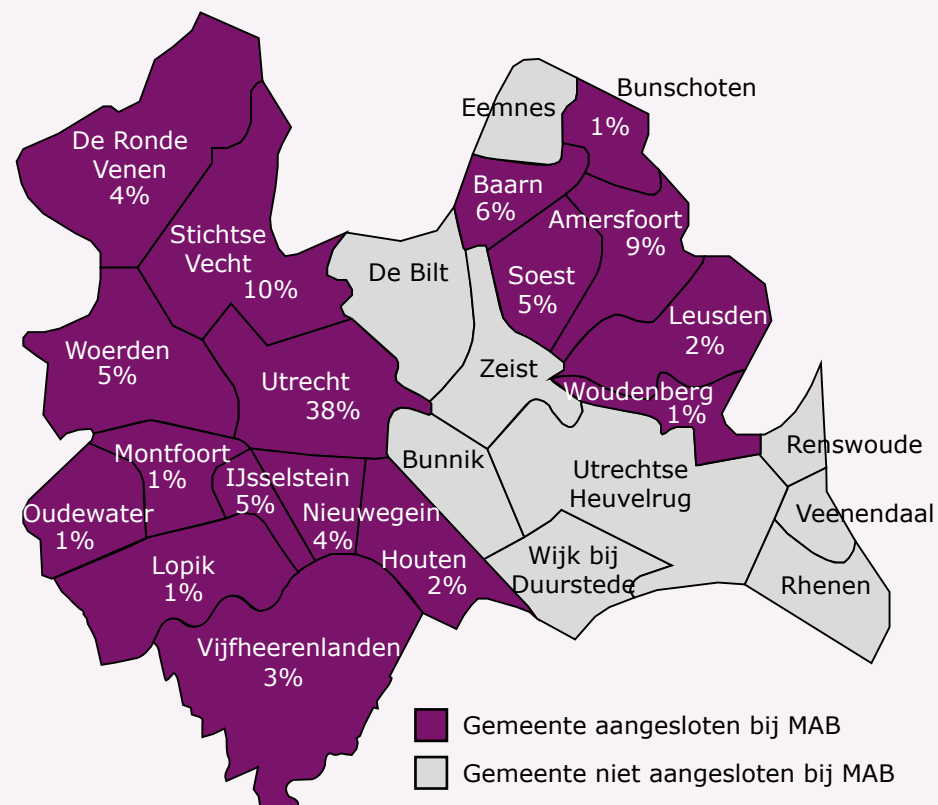 Bunschoten
1%
Eemnes
De Ronde
Venen
4%
Baarn
6%
Amersfoort
9%
Stichtse
Vecht
10%
De Bilt
Soest
5%
Leusden
2%
Woerden
5%
Utrecht
38%
Zeist
Woudenberg
1%
Renswoude
Montfoort
1%
IJsselstein
5%
Bunnik
Utrechtse
Heuvelrug
Oudewater
1%
Nieuwegein
4%
Veenendaal
Lopik
1%
Houten
2%
Wijk bij
Duurstede
Rhenen
Vijfheerenlanden
3%
Gemeente aangesloten bij MAB
Gemeente niet aangesloten bij MAB